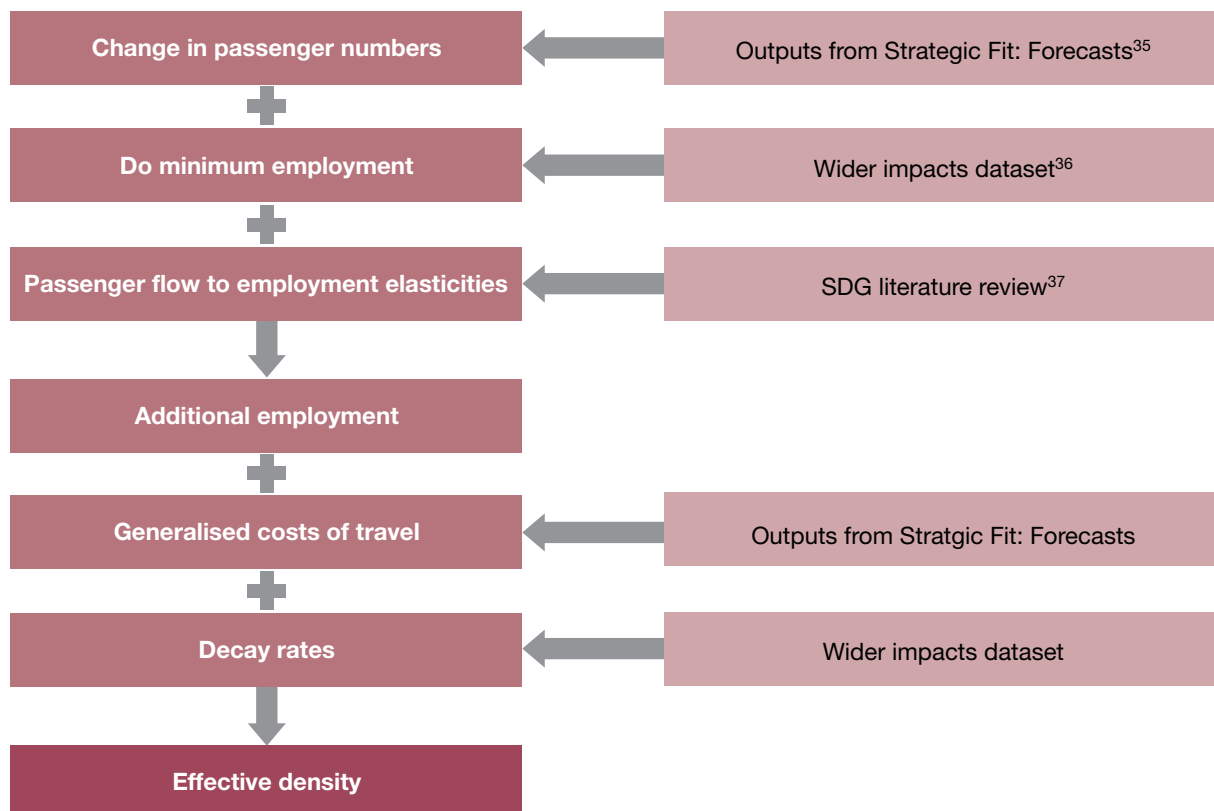 Change in passenger numbers
Outputs from Strategic Fit: Forecasts35
Do minimum employment
Wider impacts dataset36
Passenger flow to employment elasticities
SDG literature review37
Additional employment
Generalised costs of travel
Outputs from Stratgic Fit: Forecasts
Decay rates
Wider impacts dataset
Effective density